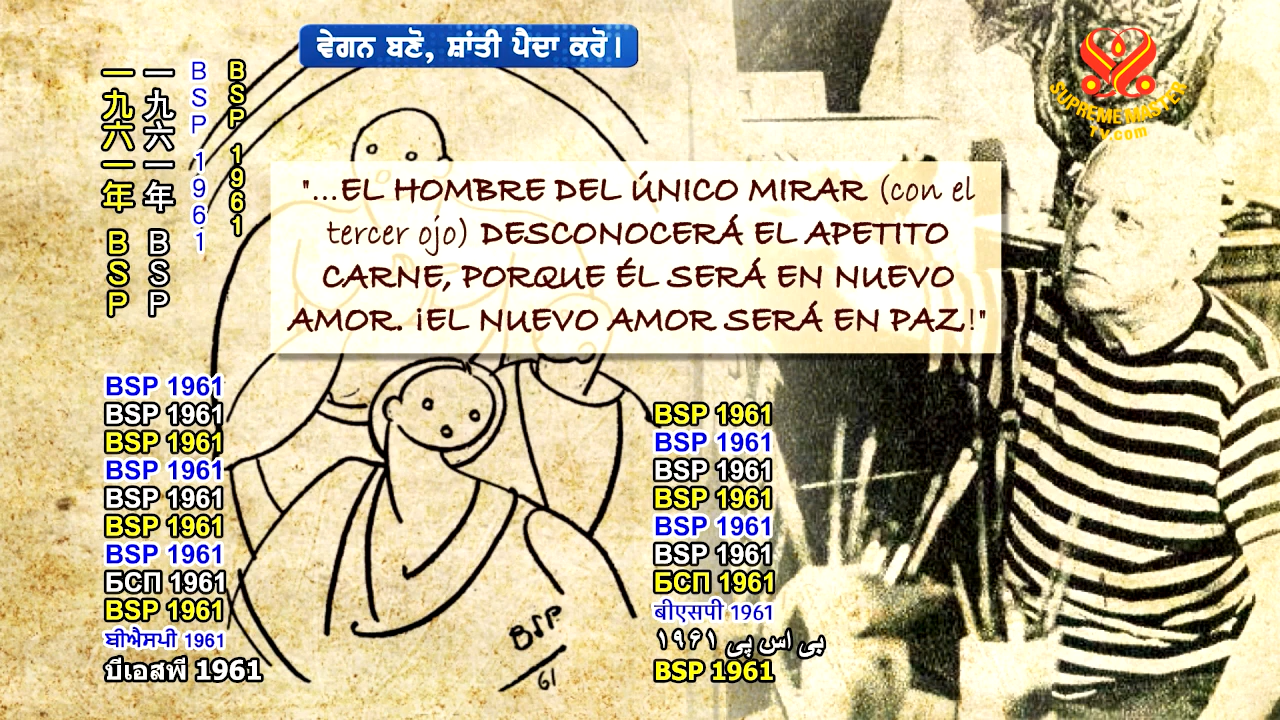 ਵੇਗਨ ਬਣੋ, ਸ਼ਾਂਤੀ ਪੈਦਾ ਕਰੋ।
SUPREME MASTER
TV.com
一九六一年 BSP
一九六一年 BSP
BSP 1961
BSP 1961
"...EL HOMBRE DEL ÚNICO MIRAR (con el
tercer ojo) DESCONOCERÁ EL APETITO
CARNE, PORQUE ÉL SERÁ EN NUEVO
AMOR. ¡EL NUEVO AMOR SERÁ EN PAZ!"
BSP 1961
BSP 1961
BSP 1961
BSP 1961
BSP 1961
BSP 1961
BSP 1961
БСП 1961
BSP 1961
ਬੀਐਸਪੀ 1961
บีเอสพี 1961
BSP 1961
BSP 1961
BSP 1961
BSP 1961
BSP 1961
BSP 1961
БСП 1961
बीएसपी 1961
بی اس پی ۱۹۶۱
BSP 1961
BSP
61